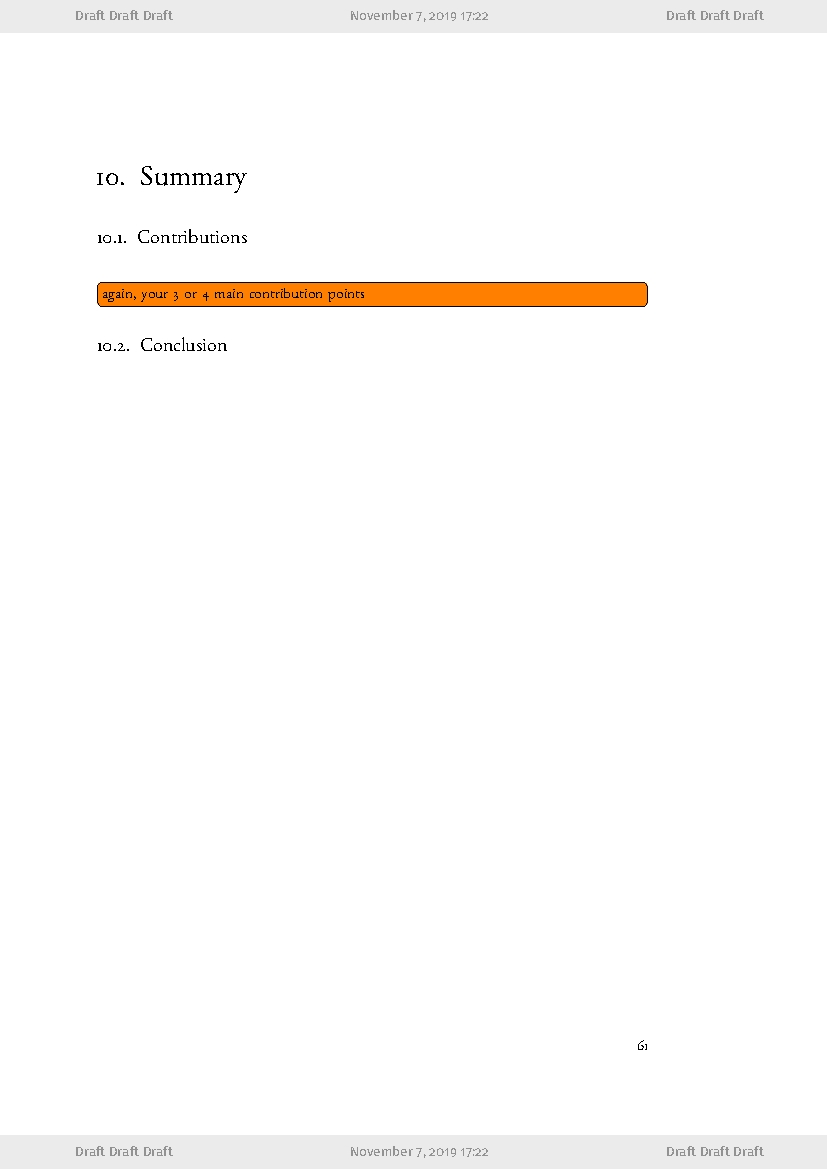 Draft Draft Draft November 7, 2019 17:22 Draft Draft Draft
10. Summary
10.1. Contributions
again, your 3 or 4 main contribution points
10.2. Conclusion
61
Draft Draft Draft November 7, 2019 17:22 Draft Draft Draft